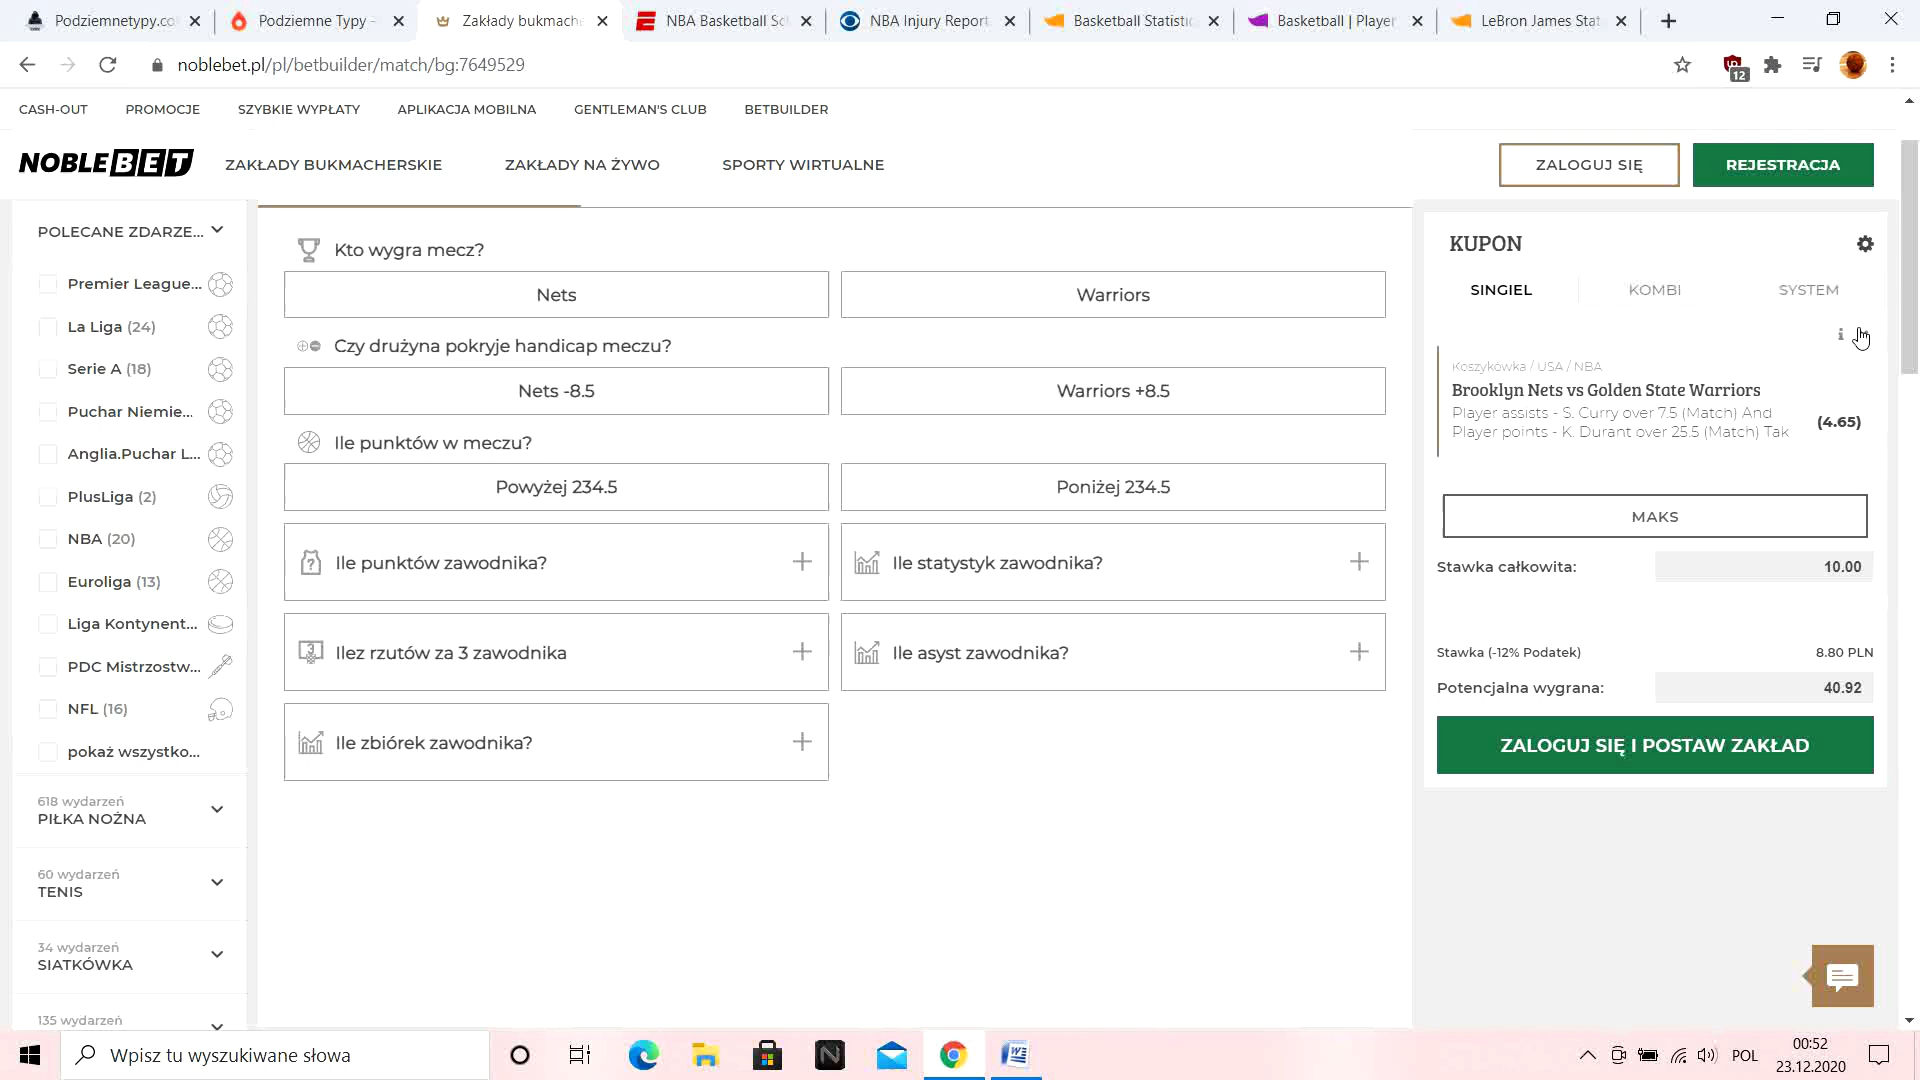 Podziemnetypy.co
Podziemne Typy -
Zakłady bukmache
NBA Basketball Sc
NBA Injury Report
Basketball Statistic
Basketball | Player
LeBron James Stat
noblebet.pl/pl/betbuilder/match/bg:7649529
12
CASH-OUT
PROMOCJE
SZYBKIE WYPŁATY
APLIKACJA MOBILNA
GENTLEMAN'S CLUB
BETBUILDER
NOBLEBET
ZAKŁADY BUKMACHERSKIE
ZAKŁADY NA ŻYWO
SPORTY WIRTUALNE
ZALOGUJ SIĘ
REJESTRACJA
POLECANE ZDARZE...
Premier League...
La Liga (24)
Serie A (18)
Puchar Niemie...
Anglia.Puchar L...
PlusLiga (2)
NBA (20)
Euroliga (13)
Liga Kontynent...
PDC Mistrzostw...
NFL (16)
pokaż wszystko...
618 wydarzeń
PIŁKA NOŻNA
60 wydarzeń
TENIS
34 wydarzeń
SIATKÓWKA
135 wydarzeń
Kto wygra mecz?
Nets
Warriors
Czy drużyna pokryje handicap meczu?
Nets -8.5
Warriors +8.5
Ile punktów w meczu?
Powyżej 234.5
Poniżej 234.5
Ile punktów zawodnika?
Ile statystyk zawodnika?
3
Ilez rzutów za 3 zawodnika
Ile asyst zawodnika?
Ile zbiórek zawodnika?
KUPON
SINGIEL
KOMBI
SYSTEM
i
Koszykówka / USA / NBA
Brooklyn Nets vs Golden State Warriors
Player assists - S. Curry over 7.5 (Match) And
Player points - K. Durant over 25.5 (Match) Tak
(4.65)
MAKS
Stawka całkowita:
10.00
Stawka (-12% Podatek)
8.80 PLN
Potencjalna wygrana:
40.92
ZALOGUJ SIĘ I POSTAW ZAKŁAD
Wpisz tu wyszukiwane słowa
POL
00:52
23.12.2020